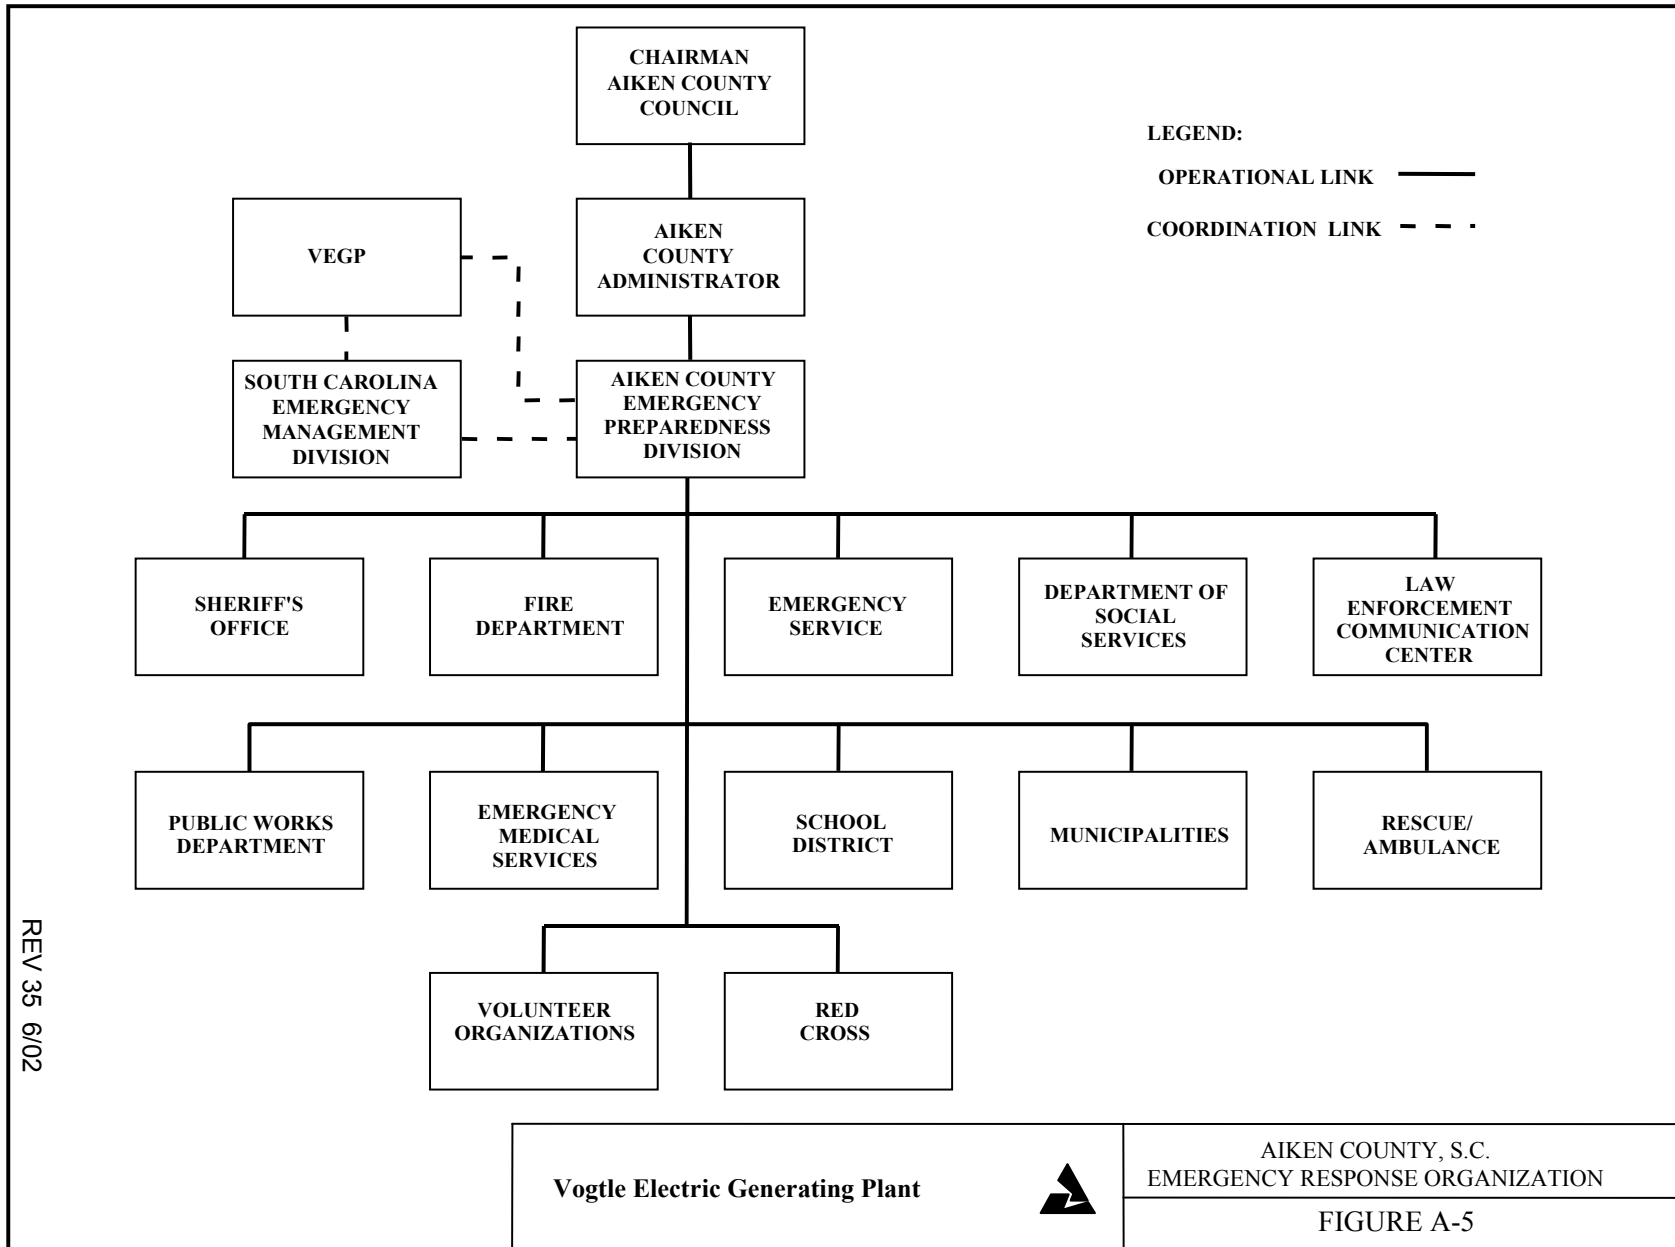 CHAIRMAN
AIKEN COUNTY
COUNCIL
LEGEND:
OPERATIONAL LINK
COORDINATION LINK
VEGP
AIKEN
COUNTY
ADMINISTRATOR
SOUTH CAROLINA
EMERGENCY
MANAGEMENT
DIVISION
AIKEN COUNTY
EMERGENCY
PREPAREDNESS
DIVISION
SHERIFF'S
OFFICE
FIRE
DEPARTMENT
EMERGENCY
SERVICE
DEPARTMENT OF
SOCIAL
SERVICES
LAW
ENFORCEMENT
COMMUNICATION
CENTER
PUBLIC WORKS
DEPARTMENT
EMERGENCY
MEDICAL
SERVICES
SCHOOL
DISTRICT
MUNICIPALITIES
RESCUE/
AMBULANCE
VOLUNTEER
ORGANIZATIONS
RED
CROSS
REV 35 6/02
Vogtle Electric Generating Plant
AIKEN COUNTY, S.C.
EMERGENCY RESPONSE ORGANIZATION
FIGURE A-5